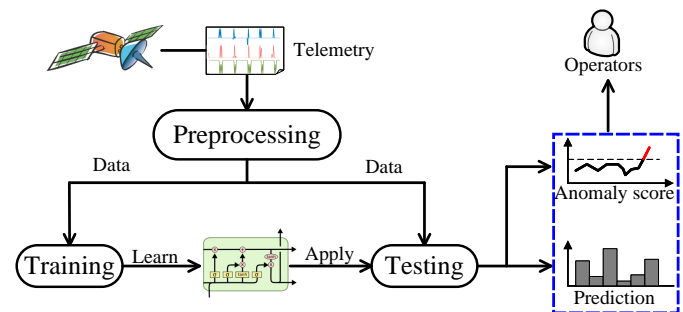 Telemetry
Operators
Preprocessing
Data
Data
Anomaly score
Training
Learn
Apply
Testing
Prediction